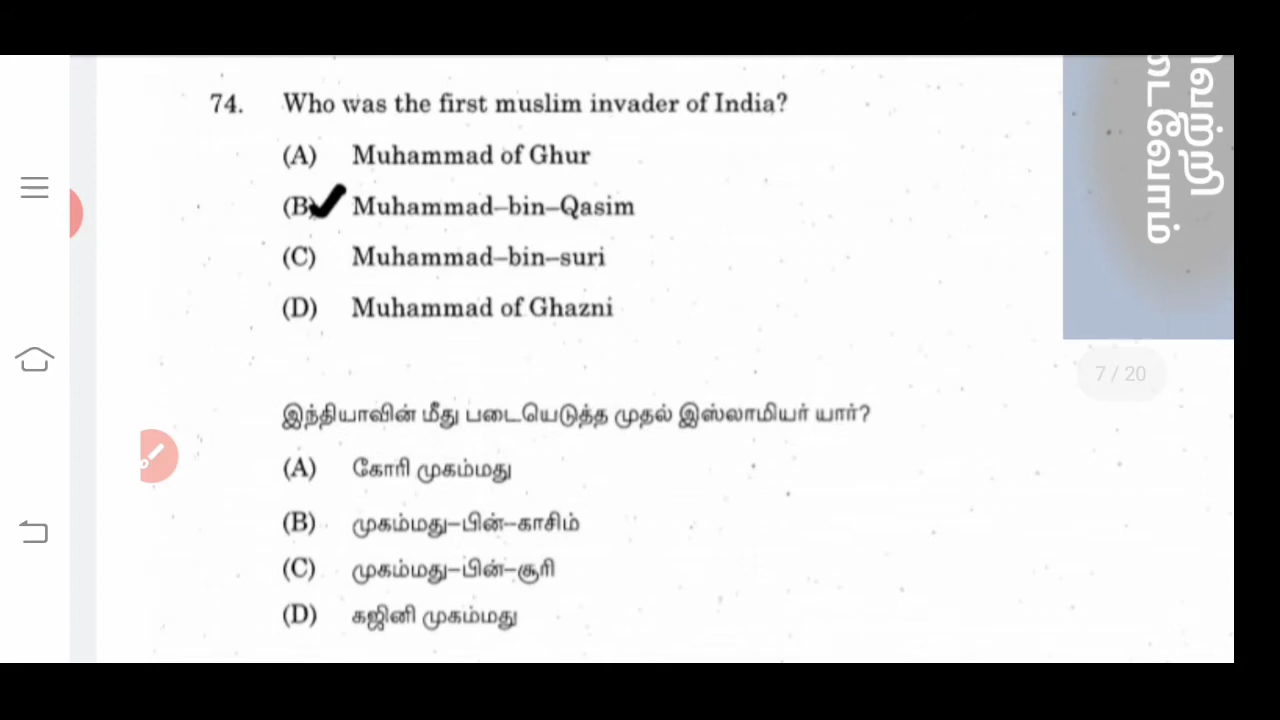 74. Who was the first muslim invader of India?
(A) Muhammad of Ghur
(B) Muhammad–bin–Qasim
(C) Muhammad–bin–suri
(D) Muhammad of Ghazni
இந்தியாவின் மீது படையெடுத்த முதல் இஸ்லாமியர் யார்?
(A) கோரி முகம்மது
(B) முகம்மது–பின்–காசிம்
(C) முகம்மது–பின்–சூரி
(D) கஜினி முகம்மது
7 / 20